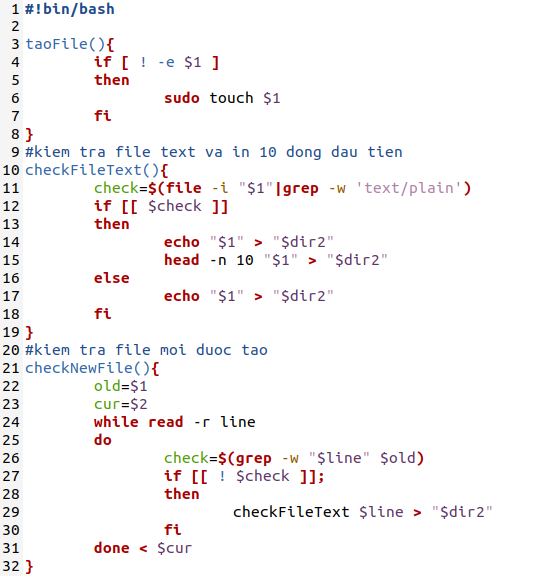 1 #!bin/bash
2
3 taoFile(){
4 if [ ! -e $1 ]
5 then
6 sudo touch $1
7 fi
8 }
9 #kiem tra file text va in 10 dong dau tien
10 checkFileText(){
11 check=$(file -i "$1"|grep -w 'text/plain')
12 if [[ $check ]]
13 then
14 echo "$1" > "$dir2"
15 head -n 10 "$1" > "$dir2"
16 else
17 echo "$1" > "$dir2"
18 fi
19 }
20 #kiem tra file moi duoc tao
21 checkNewFile(){
22 old=$1
23 cur=$2
24 while read -r line
25 do
26 check=$(grep -w "$line" $old)
27 if [[ ! $check ]];
28 then
29 checkFileText $line > "$dir2"
30 fi
31 done < $cur
32 }